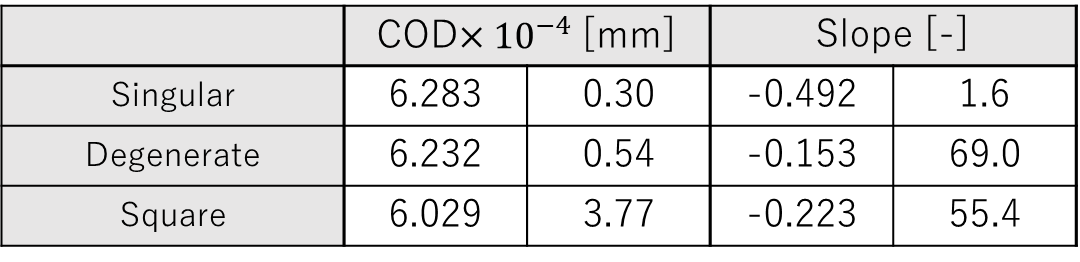 COD× 10⁻⁴ [mm] Slope [-]
Singular 6.283 0.30 -0.492 1.6
Degenerate 6.232 0.54 -0.153 69.0
Square 6.029 3.77 -0.223 55.4